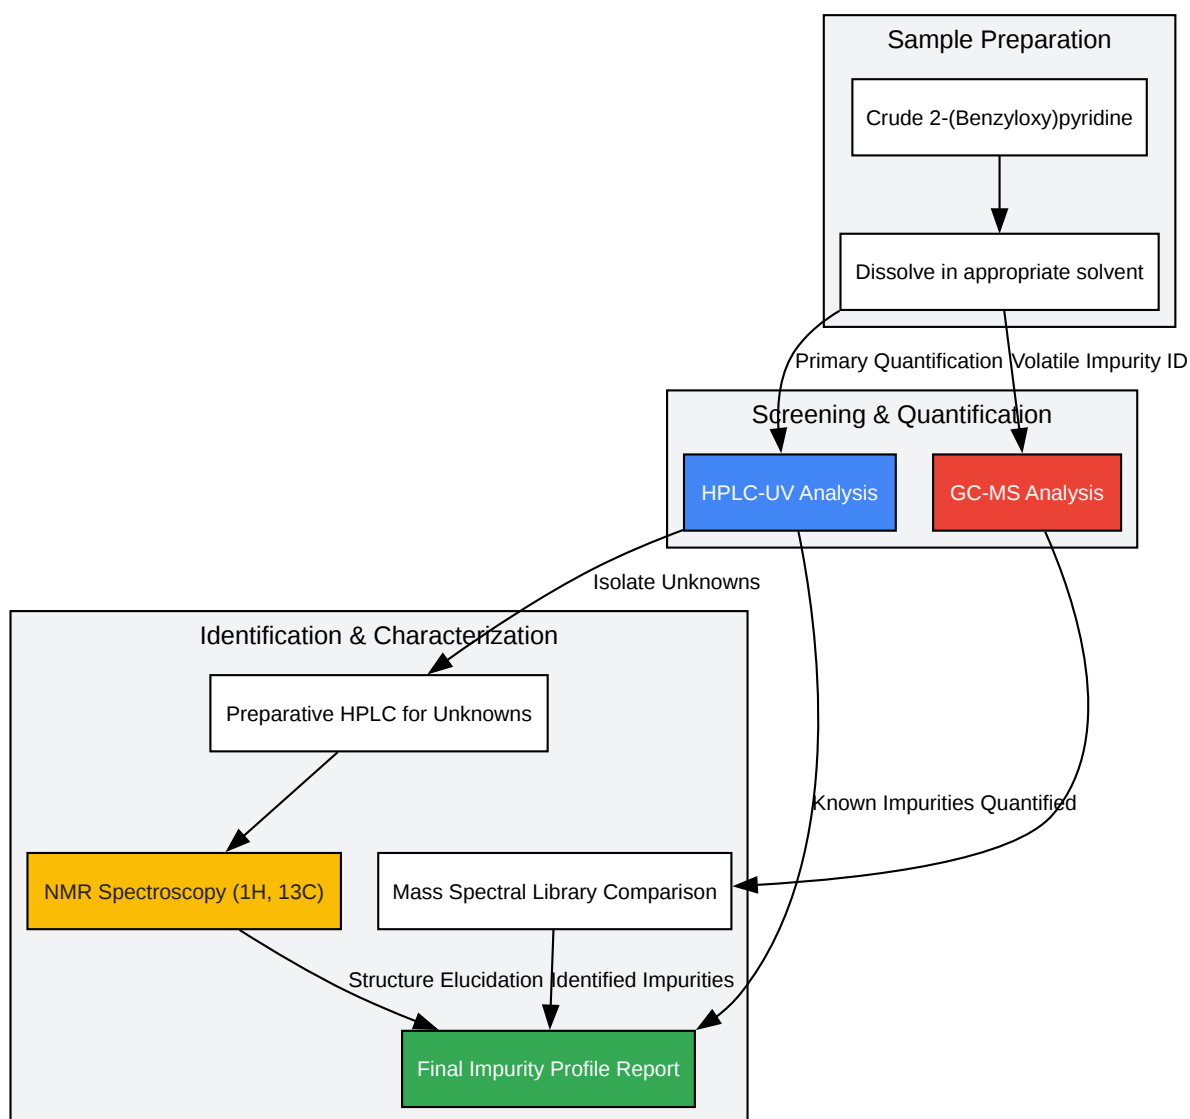 Sample Preparation
Crude 2-(Benzyloxy)pyridine
Dissolve in appropriate solvent
Primary Quantification
Volatile Impurity ID
Screening & Quantification
HPLC-UV Analysis
GC-MS Analysis
Isolate Unknowns
Identification & Characterization
Preparative HPLC for Unknowns
Known Impurities Quantified
NMR Spectroscopy (1H, 13C)
Mass Spectral Library Comparison
Structure Elucidation
Identified Impurities
Final Impurity Profile Report